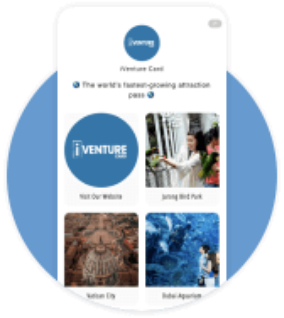 iVENTURE
CARD
iVenture Card
🌎 The world's fastest-growing attraction
pass 🌎
iVENTURE
CARD
Visit Our Website
Jurong Bird Park
Vatican City
Dubai Aquarium